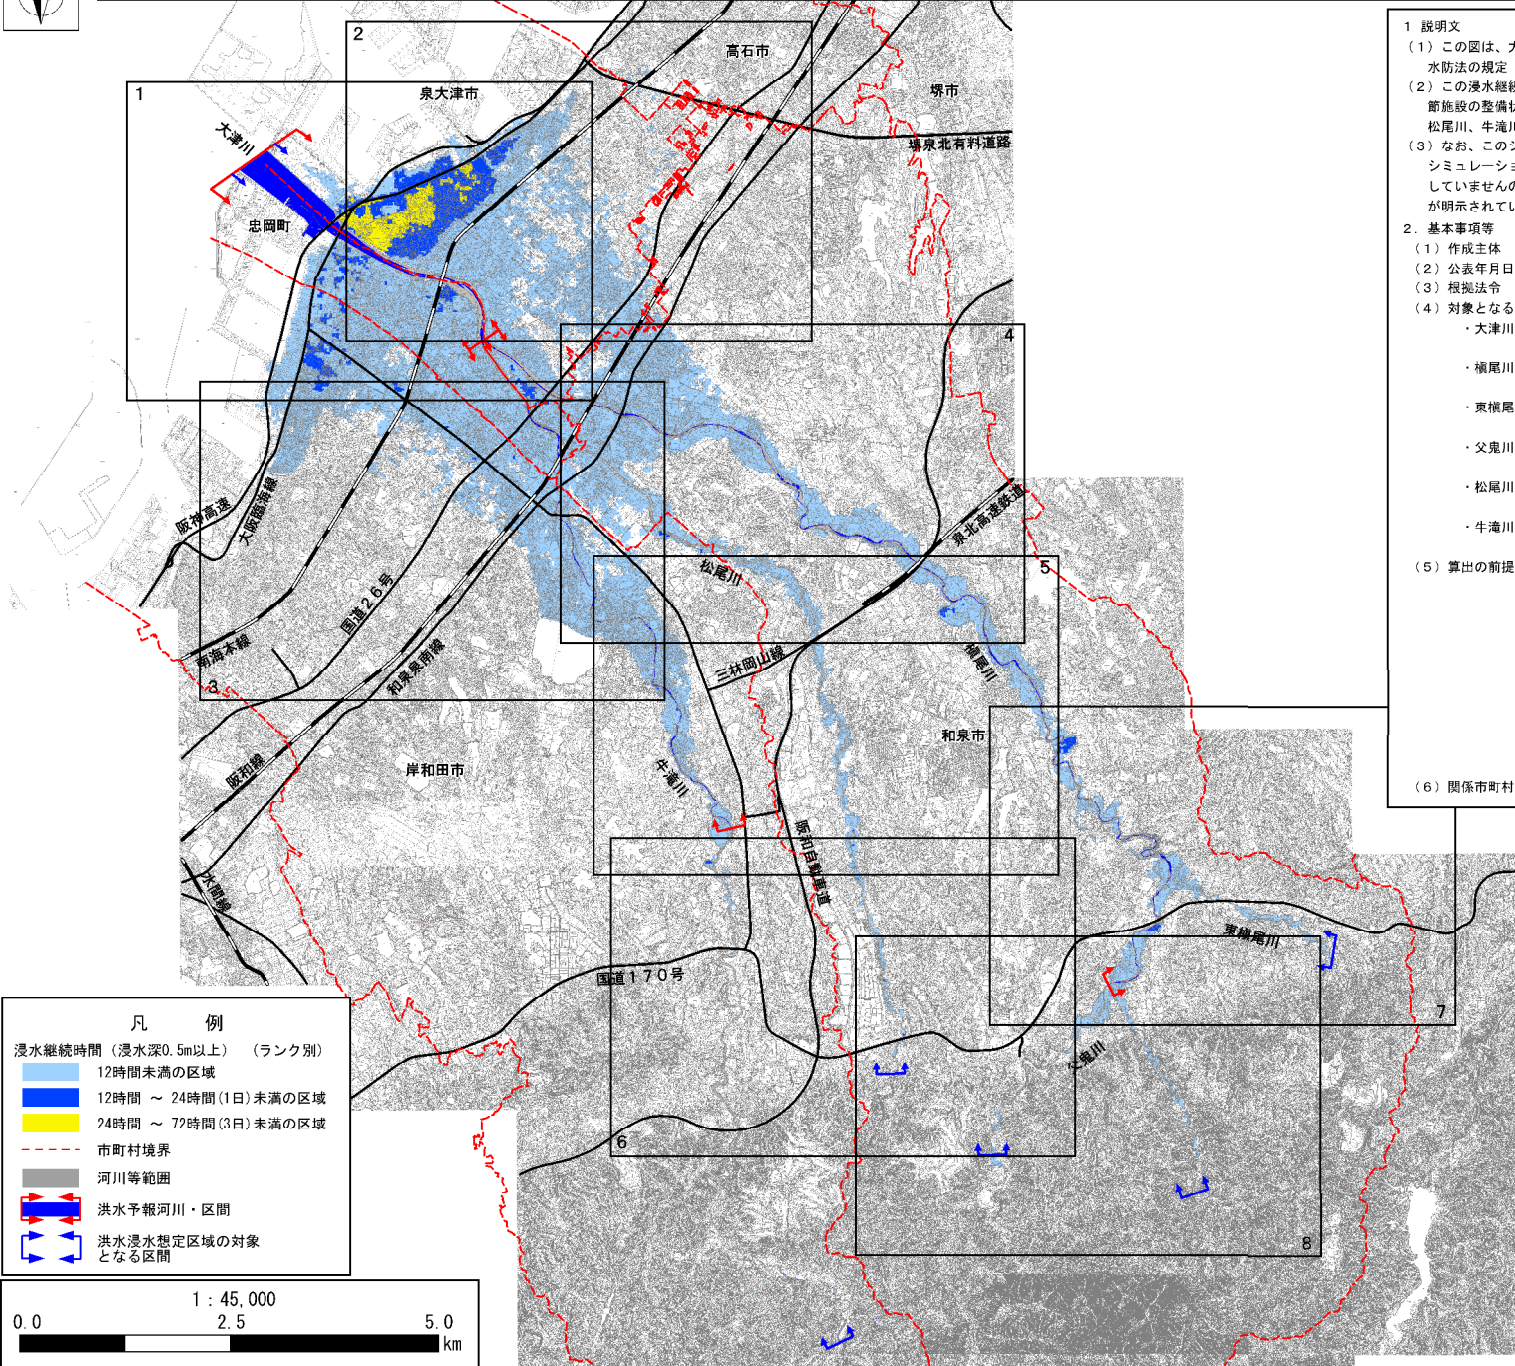 1 説明文
(1) この図は、大
水防法の規定
(2) この浸水継続
節施設の整備状
松尾川、牛滝川
(3) なお、このシ
シミュレーショ
していませんの
が明示されてい
2. 基本事項等
(1) 作成主体
(2) 公表年月日
(3) 根拠法令
(4) 対象となる
・大津川
・槇尾川
・東槇尾
・父鬼川
・松尾川
・牛滝川
(5) 算出の前提
(6) 関係市町村
1
2
3
4
5
6
7
8
高石市
泉大津市
堺市
堺泉北有料道路
大津川
忠岡町
阪神高速
大阪臨海線
国道26号
南海本線
和泉泉南線
松尾川
泉北高速鉄道
三林岡山線
槇尾川
和泉市
阪和線
岸和田市
牛滝川
阪和自動車道
水間線
国道170号
東槇尾川
父鬼川
凡 例
浸水継続時間 (浸水深0.5m以上) (ランク別)
12時間未満の区域
12時間 ～ 24時間(1日)未満の区域
24時間 ～ 72時間(3日)未満の区域
市町村境界
河川等範囲
洪水予報河川・区間
洪水浸水想定区域の対象
となる区間
1 : 45,000
0.0 2.5 5.0
km